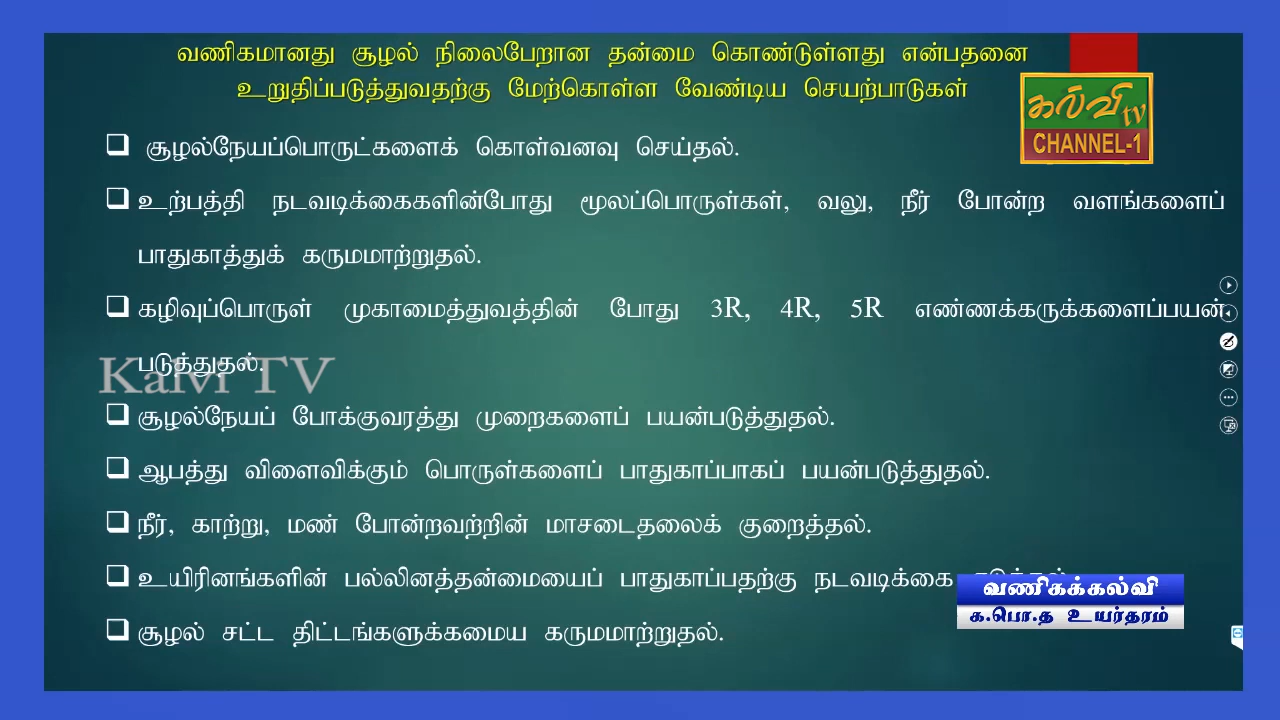 வணிகமானது சூழல் நிலைபேறான தன்மை கொண்டுள்ளது என்பதனை
உறுதிப்படுத்துவதற்கு மேற்கொள்ள வேண்டிய செயற்பாடுகள்
கல்வி tv
CHANNEL-1
சூழல்நேயப்பொருட்களைக் கொள்வனவு செய்தல்.
உற்பத்தி நடவடிக்கைகளின்போது மூலப்பொருள்கள், வலு, நீர் போன்ற வளங்களைப்
பாதுகாத்துக் கருமமாற்றுதல்.
கழிவுப்பொருள் முகாமைத்துவத்தின் போது 3R, 4R, 5R எண்ணக்கருக்களைப்பயன்
படுத்துதல்.
Kalvi TV
சூழல்நேயப் போக்குவரத்து முறைகளைப் பயன்படுத்துதல்.
ஆபத்து விளைவிக்கும் பொருள்களைப் பாதுகாப்பாகப் பயன்படுத்துதல்.
நீர், காற்று, மண் போன்றவற்றின் மாசடைதலைக் குறைத்தல்.
உயிரினங்களின் பல்லினத்தன்மையைப் பாதுகாப்பதற்கு நடவடிக்கை
சூழல் சட்ட திட்டங்களுக்கமைய கருமமாற்றுதல்.
வணிகக்கல்வி
க.பொ.த உயர்தரம்